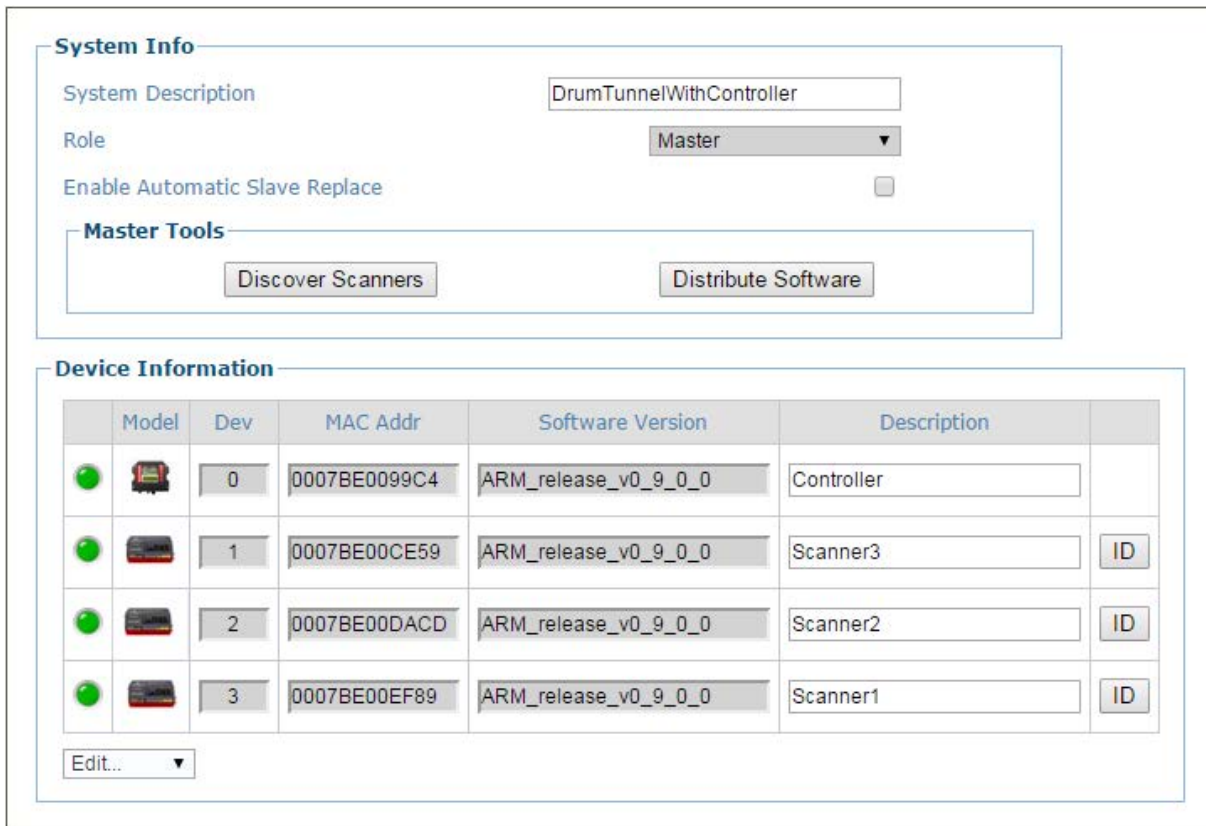 System Info
System Description DrumTunnelWithController
Role Master
Enable Automatic Slave Replace
Master Tools
Discover Scanners Distribute Software
Device Information
Model Dev MAC Addr Software Version Description
0 0007BE0099C4 ARM_release_v0_9_0_0 Controller
1 0007BE00CE59 ARM_release_v0_9_0_0 Scanner3 ID
2 0007BE00DACD ARM_release_v0_9_0_0 Scanner2 ID
3 0007BE00EF89 ARM_release_v0_9_0_0 Scanner1 ID
Edit...